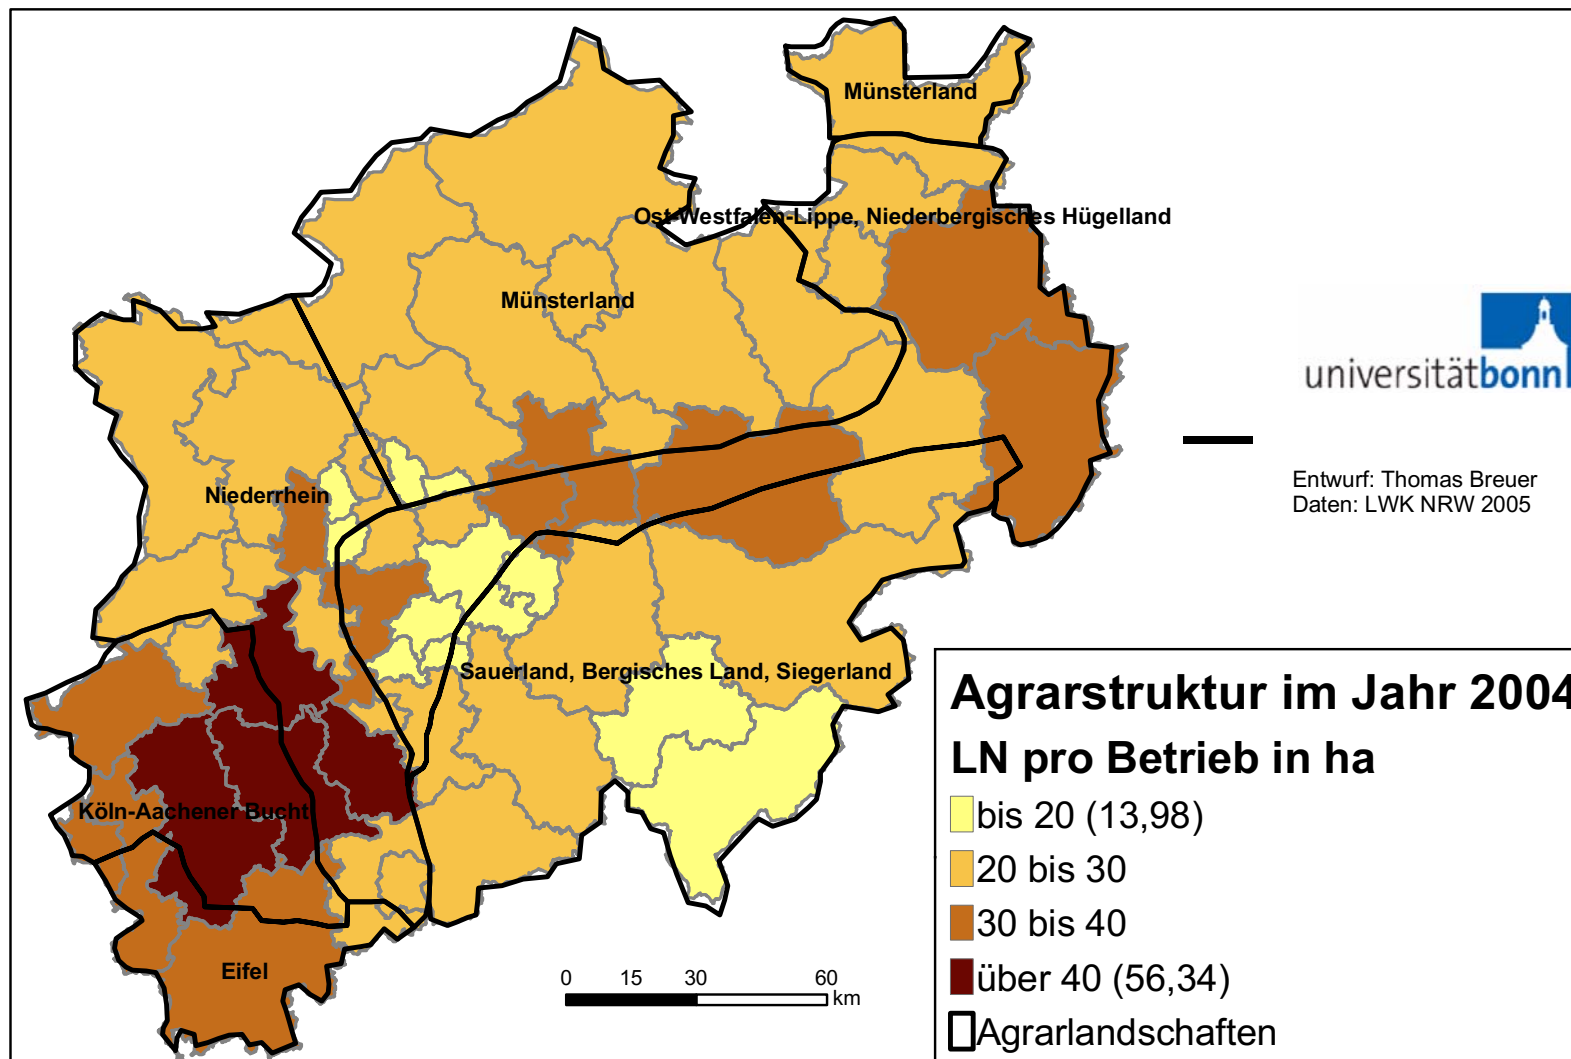 Münsterland
Ost-Westfalen-Lippe, Niederbergisches Hügelland
Münsterland
Niederrhein
Sauerland, Bergisches Land, Siegerland
Köln-Aachener Bucht
Eifel
0 15 30 60
km
universitätbonn
Entwurf: Thomas Breuer
Daten: LWK NRW 2005
Agrarstruktur im Jahr 2004
LN pro Betrieb in ha
bis 20 (13,98)
20 bis 30
30 bis 40
über 40 (56,34)
Agrarlandschaften